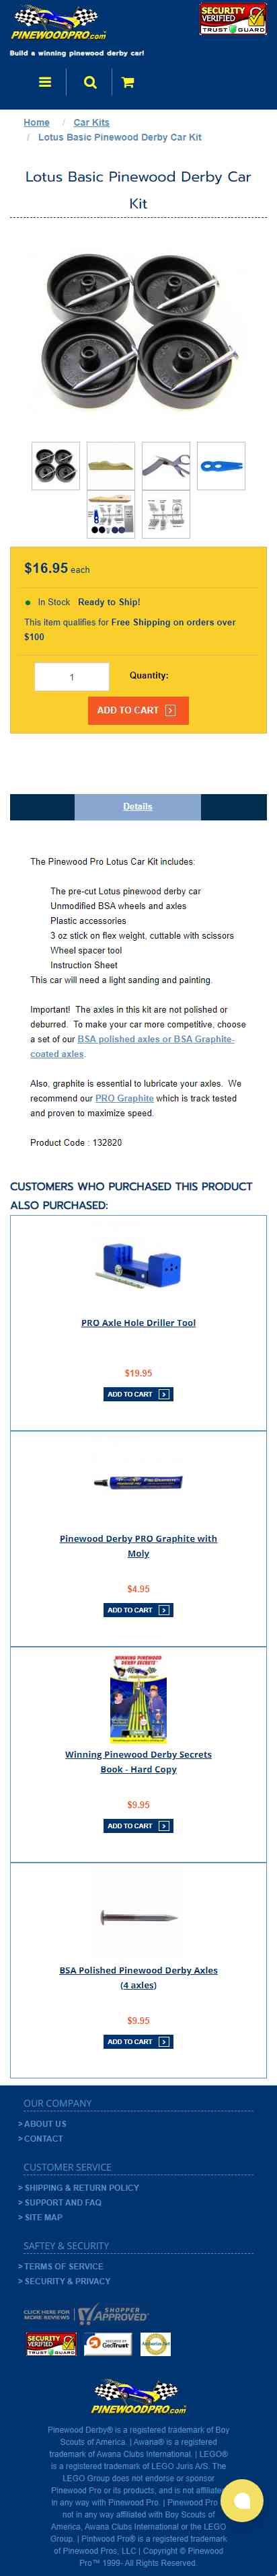 PINEWOODPRO.com
SECURITY
VERIFIED
TRUST GUARD
Build a winning pinewood derby car!
Home / Car Kits
/ Lotus Basic Pinewood Derby Car Kit
Lotus Basic Pinewood Derby Car
Kit
$16.95 each
In Stock Ready to Ship!
This item qualifies for Free Shipping on orders over
$100
1 Quantity:
ADD TO CART
Details
The Pinewood Pro Lotus Car Kit includes:
The pre-cut Lotus pinewood derby car
Unmodified BSA wheels and axles
Plastic accessories
3 oz stick on flex weight, cuttable with scissors
Wheel spacer tool
Instruction Sheet
This car will need a light sanding and painting.
Important! The axles in this kit are not polished or
deburred. To make your car more competitive, choose
a set of our BSA polished axles or BSA Graphite-
coated axles.
Also, graphite is essential to lubricate your axles. We
recommend our PRO Graphite which is track tested
and proven to maximize speed.
Product Code : 132820
CUSTOMERS WHO PURCHASED THIS PRODUCT
ALSO PURCHASED:
PRO Axle Hole Driller Tool
$19.95
ADD TO CART
Pinewood Derby PRO Graphite with
Moly
$4.95
ADD TO CART
WINNING PINEWOOD
DERBY SECRETS
Winning Pinewood Derby Secrets
Book - Hard Copy
$9.95
ADD TO CART
BSA Polished Pinewood Derby Axles
(4 axles)
$9.95
ADD TO CART
OUR COMPANY
> ABOUT US
> CONTACT
CUSTOMER SERVICE
> SHIPPING & RETURN POLICY
> SUPPORT AND FAQ
> SITE MAP
SAFTEY & SECURITY
> TERMS OF SERVICE
> SECURITY & PRIVACY
CLICK HERE FOR
MORE REVIEWS
SHOPPER
APPROVED
SECURITY
VERIFIED
TRUST GUARD
GeoTrust
Authorize.Net
PINEWOODPRO.com
Pinewood Derby® is a registered trademark of Boy
Scouts of America. | Awana® is a registered
trademark of Awana Clubs International. | LEGO®
is a registered trademark of LEGO Juris A/S. The
LEGO Group does not endorse or sponsor
Pinewood Pro or its products, and is not affiliated
in any way with Pinewood Pro. | Pinewood Pro
not in any way affiliated with Boy Scouts of
America, Awana Clubs International or the LEGO
Group. | Pintwood Pro® is a registered trademark
of Pinewood Pros, LLC | Copyright © Pinewood
Pro™ 1999- All Rights Reserved.